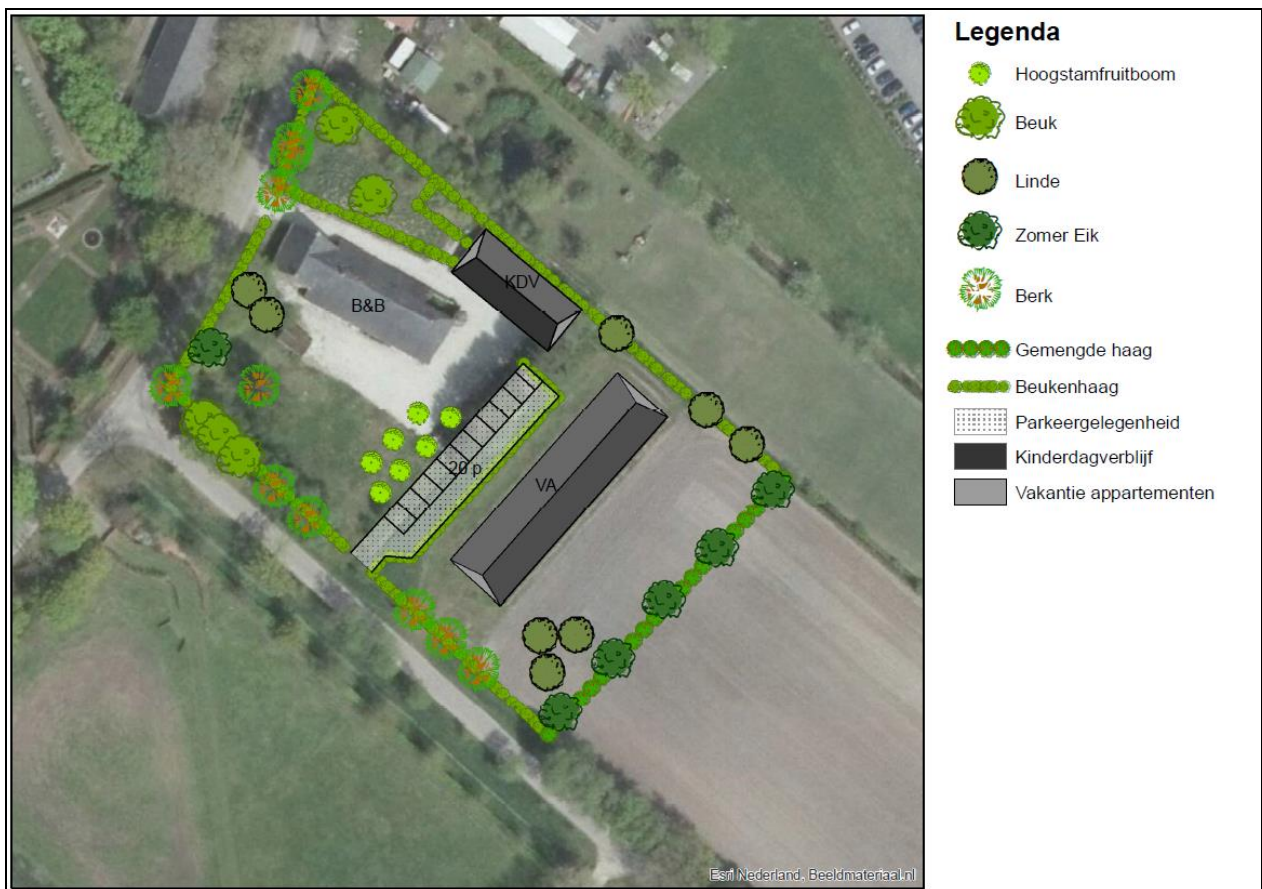 Legenda
Hoogstamfruitboom
Beuk
Linde
Zomer Eik
Berk
Gemengde haag
Beukenhaag
Parkeergelegenheid
Kinderdagverblijf
Vakantie appartementen
KDV
B&B
20 p
VA
Esri Nederland, Beeldmateriaal.nl